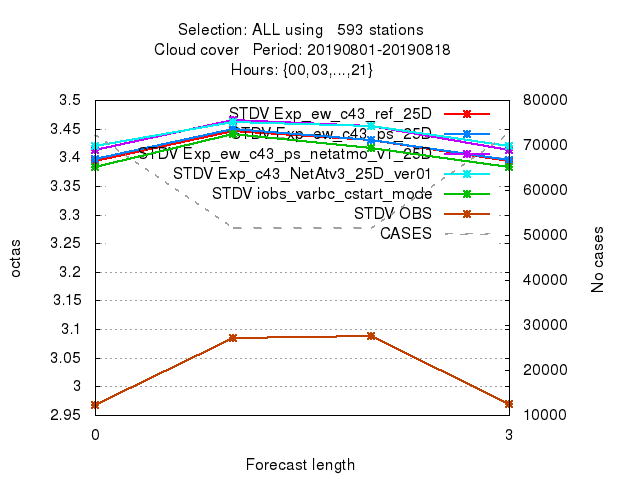 Selection: ALL using   593 stations
Cloud cover   Period: 20190801-20190818
Hours: {00,03,...,21}
3.5
3.45
3.4
3.35
3.3
3.25
3.2
3.15
3.1
3.05
3
2.95
octas
STDV Exp_ew_c43_ref_25D
STDV Exp_ew_c43_ps_25D
STDV Exp_ew_c43_ps_netatmo_v1_25D
STDV Exp_c43_NetAtv3_25D_ver01
STDV iobs_varbc_cstart_mode
STDV OBS
CASES
80000
70000
60000
50000
40000
30000
20000
10000
No cases
0
3
Forecast length